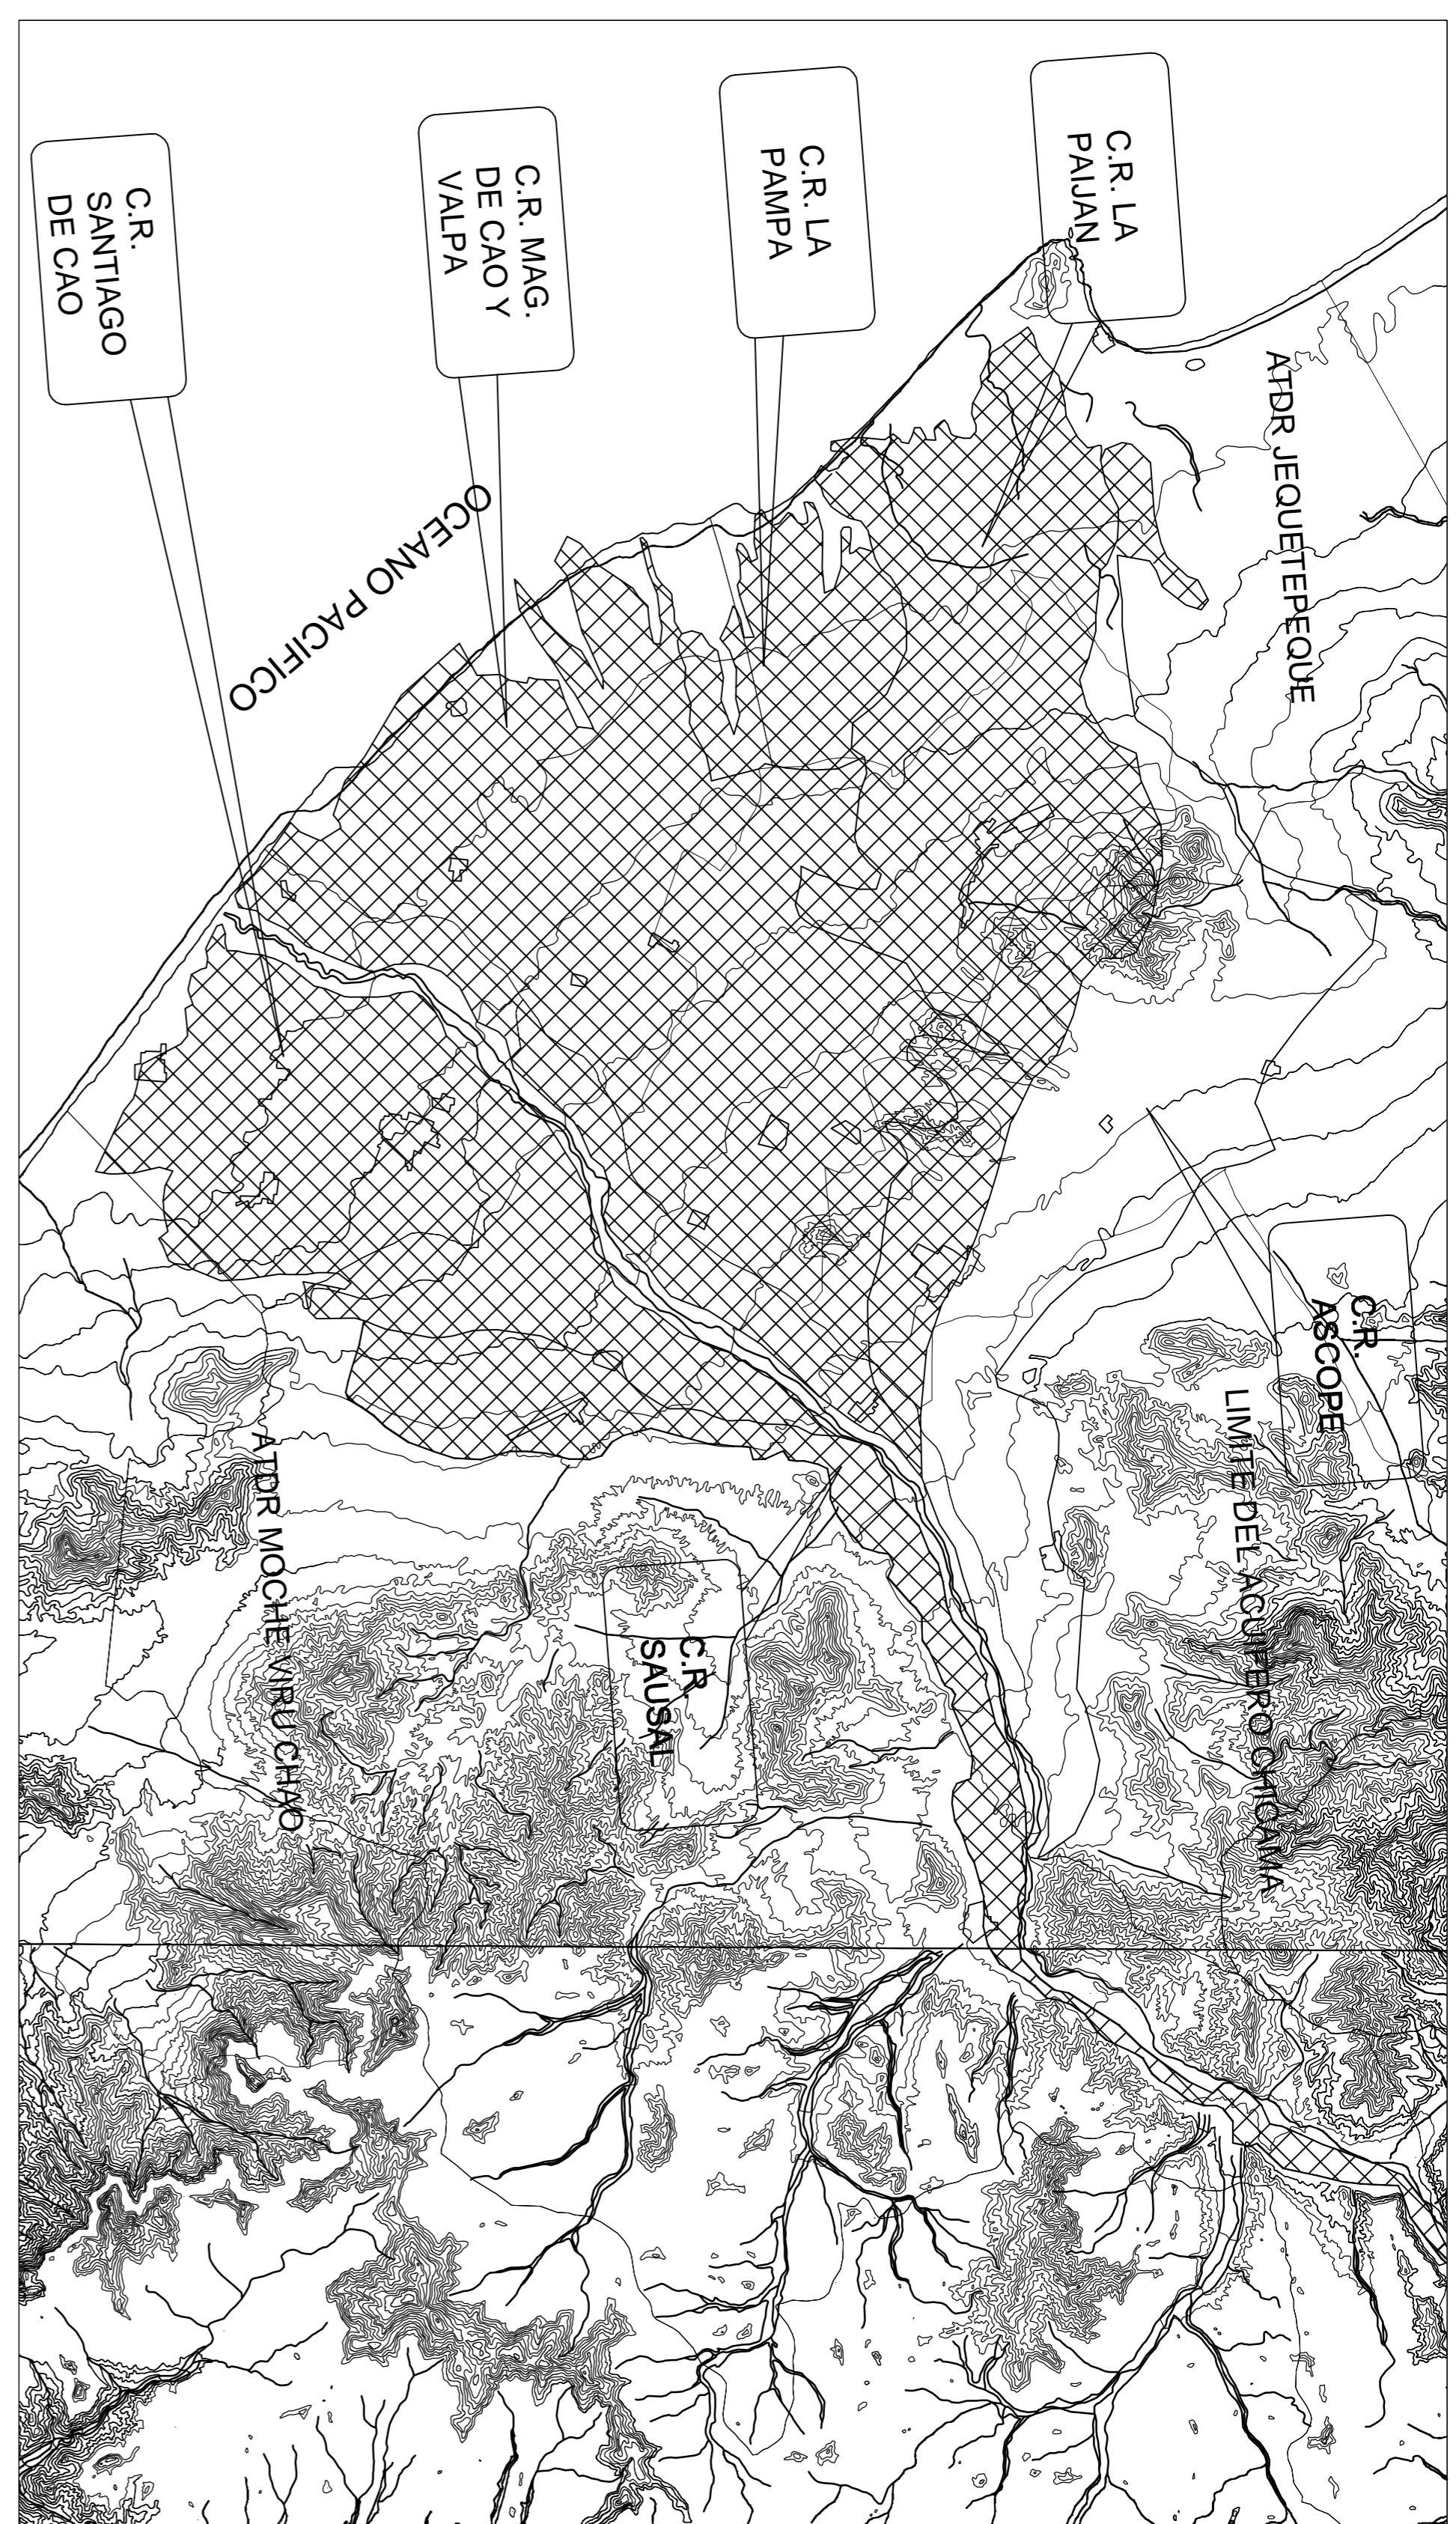 C.R. LA
PAIJAN
C.R. LA
PAMPA
C.R. MAG.
DE CAO Y
VALPA
C.R.
SANTIAGO
DE CAO
OCEANO PACIFICO
ATDR JEQUETEPEQUE
C.R.
ASCOPE
LIMITE DEL ACUIFERO CHICAMA
C.R.
SAUSAL
ATDR MOCHE VIRU CHAO